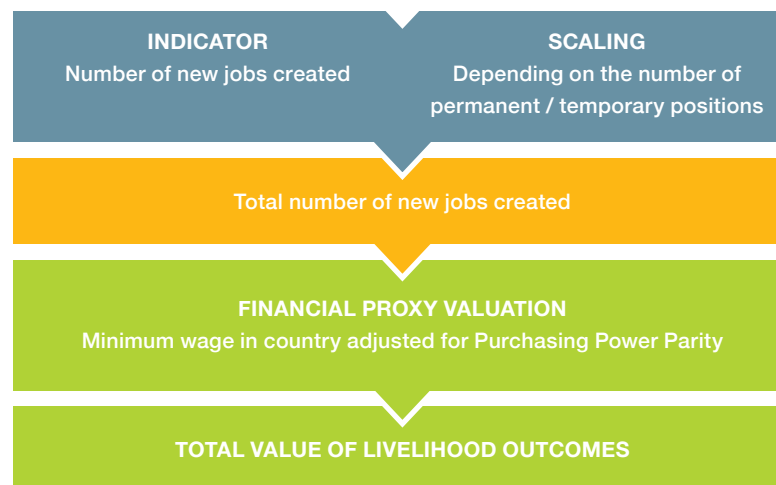 INDICATOR
Number of new jobs created
SCALING
Depending on the number of
permanent / temporary positions
Total number of new jobs created
FINANCIAL PROXY VALUATION
Minimum wage in country adjusted for Purchasing Power Parity
TOTAL VALUE OF LIVELIHOOD OUTCOMES